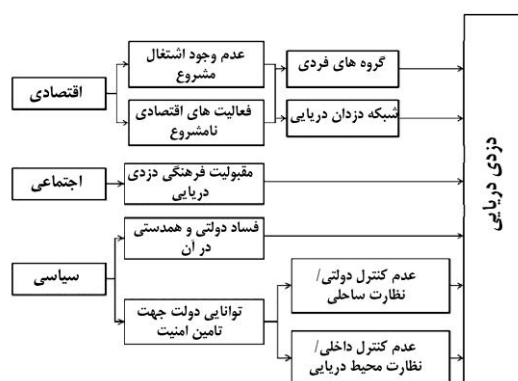 اقتصادی
عدم وجود اشتغال
مشروع
فعالیت های اقتصادی
نامشروع
گروه های فردی
شبکه دزدان دریایی
اجتماعی
مقبولیت فرهنگی دزدی
دریایی
سیاسی
فساد دولتی و همدستی
در آن
توانایی دولت جهت
تامین امنیت
عدم کنترل دولتی/
نظارت ساحلی
عدم کنترل داخلی/
نظارت محیط دریایی
دزدی دریایی